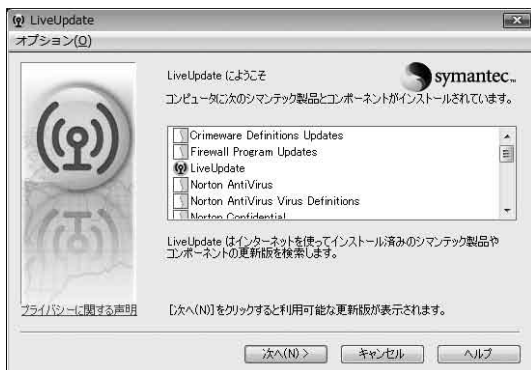 LiveUpdate
オプション(O)
LiveUpdate にようこそ
symantec.
コンピュータに次のシマンテック製品とコンポーネントがインストールされています。
Crimeware Definitions Updates
Firewall Program Updates
LiveUpdate
Norton AntiVirus
Norton AntiVirus Virus Definitions
Norton Confidential
LiveUpdate はインターネットを使ってインストール済みのシマンテック製品や
コンポーネントの更新版を検索します。
プライバシーに関する声明
[次へ(N)]をクリックすると利用可能な更新版が表示されます。
次へ(N) >
キャンセル
ヘルプ